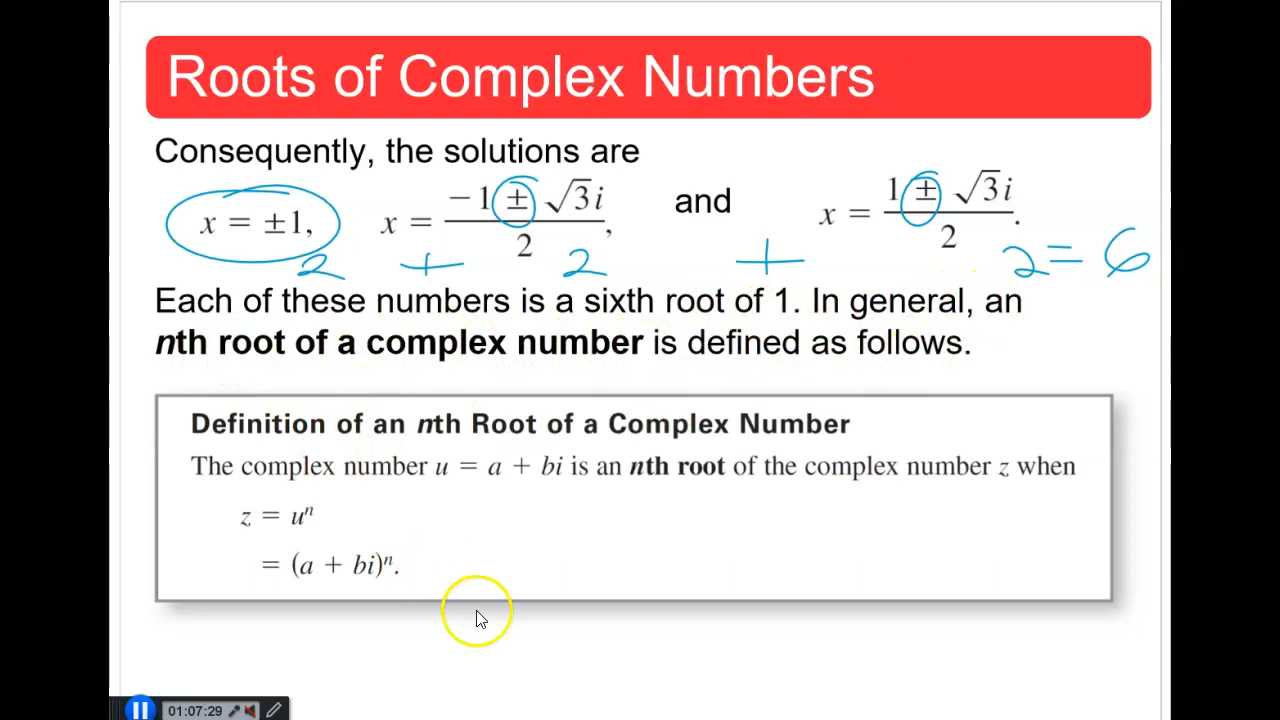 Roots of Complex Numbers
Consequently, the solutions are
x = ±1, x = (−1 ± √3i)/2, and x = (1 ± √3i)/2.
2 + 2 + 2 = 6
Each of these numbers is a sixth root of 1. In general, an
nth root of a complex number is defined as follows.
Definition of an nth Root of a Complex Number
The complex number u = a + bi is an nth root of the complex number z when
z = uⁿ
= (a + bi)ⁿ.
01:07:29